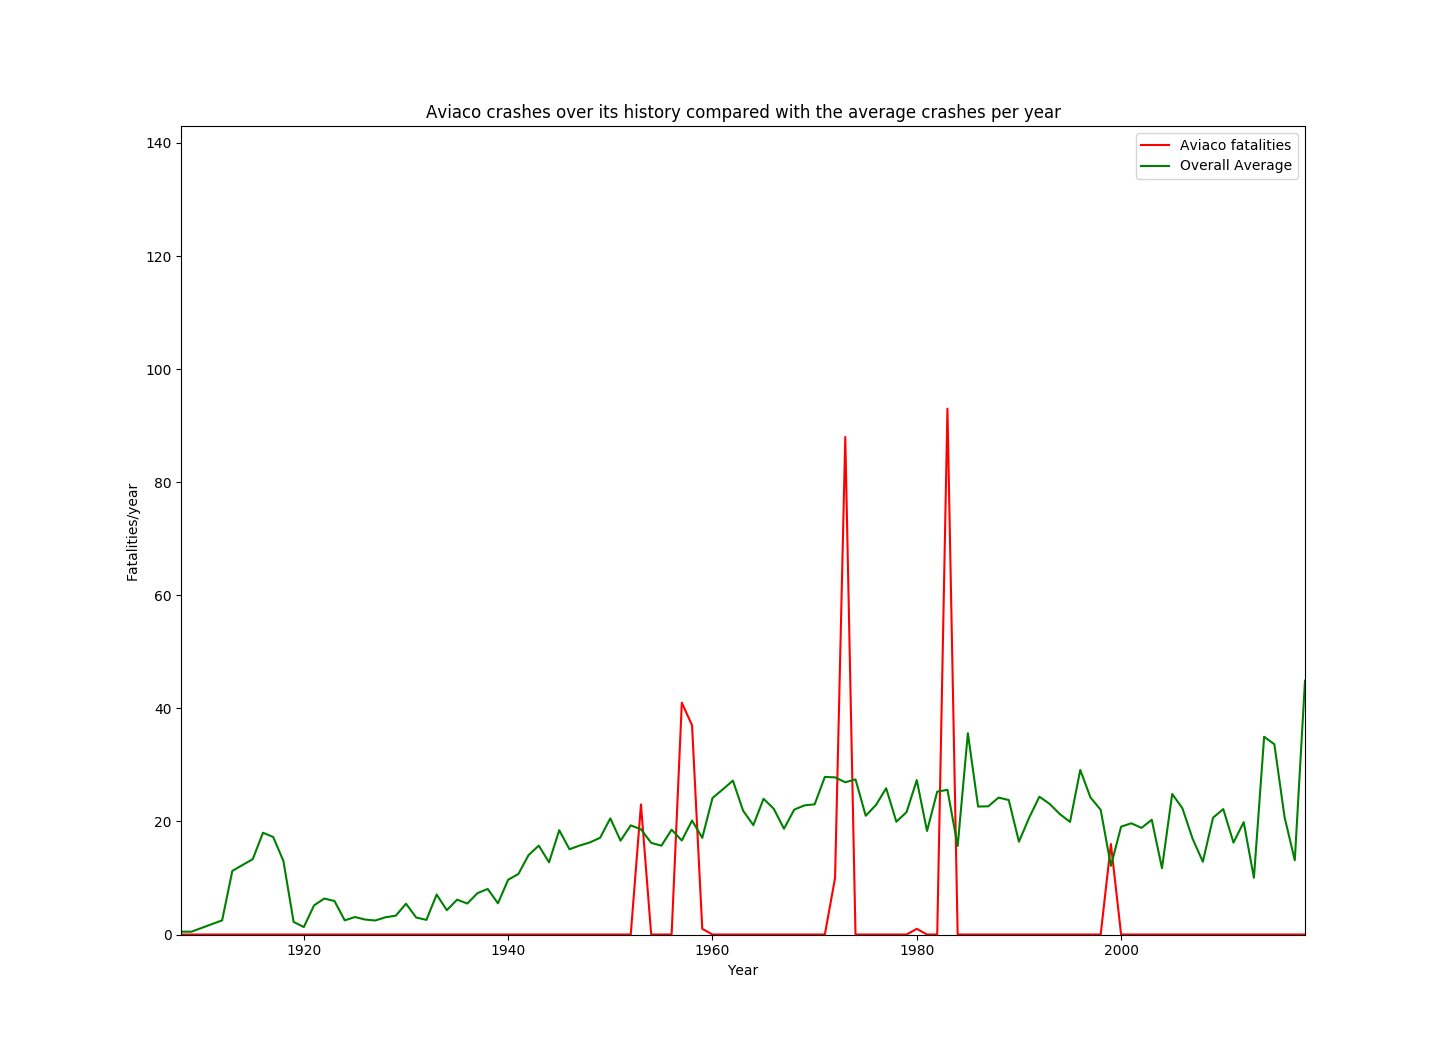 Aviaco crashes over its history compared with the average crashes per year
Aviaco fatalities
Overall Average
140
120
100
80
60
40
20
0
Fatalities/year
1920 1940 1960 1980 2000
Year